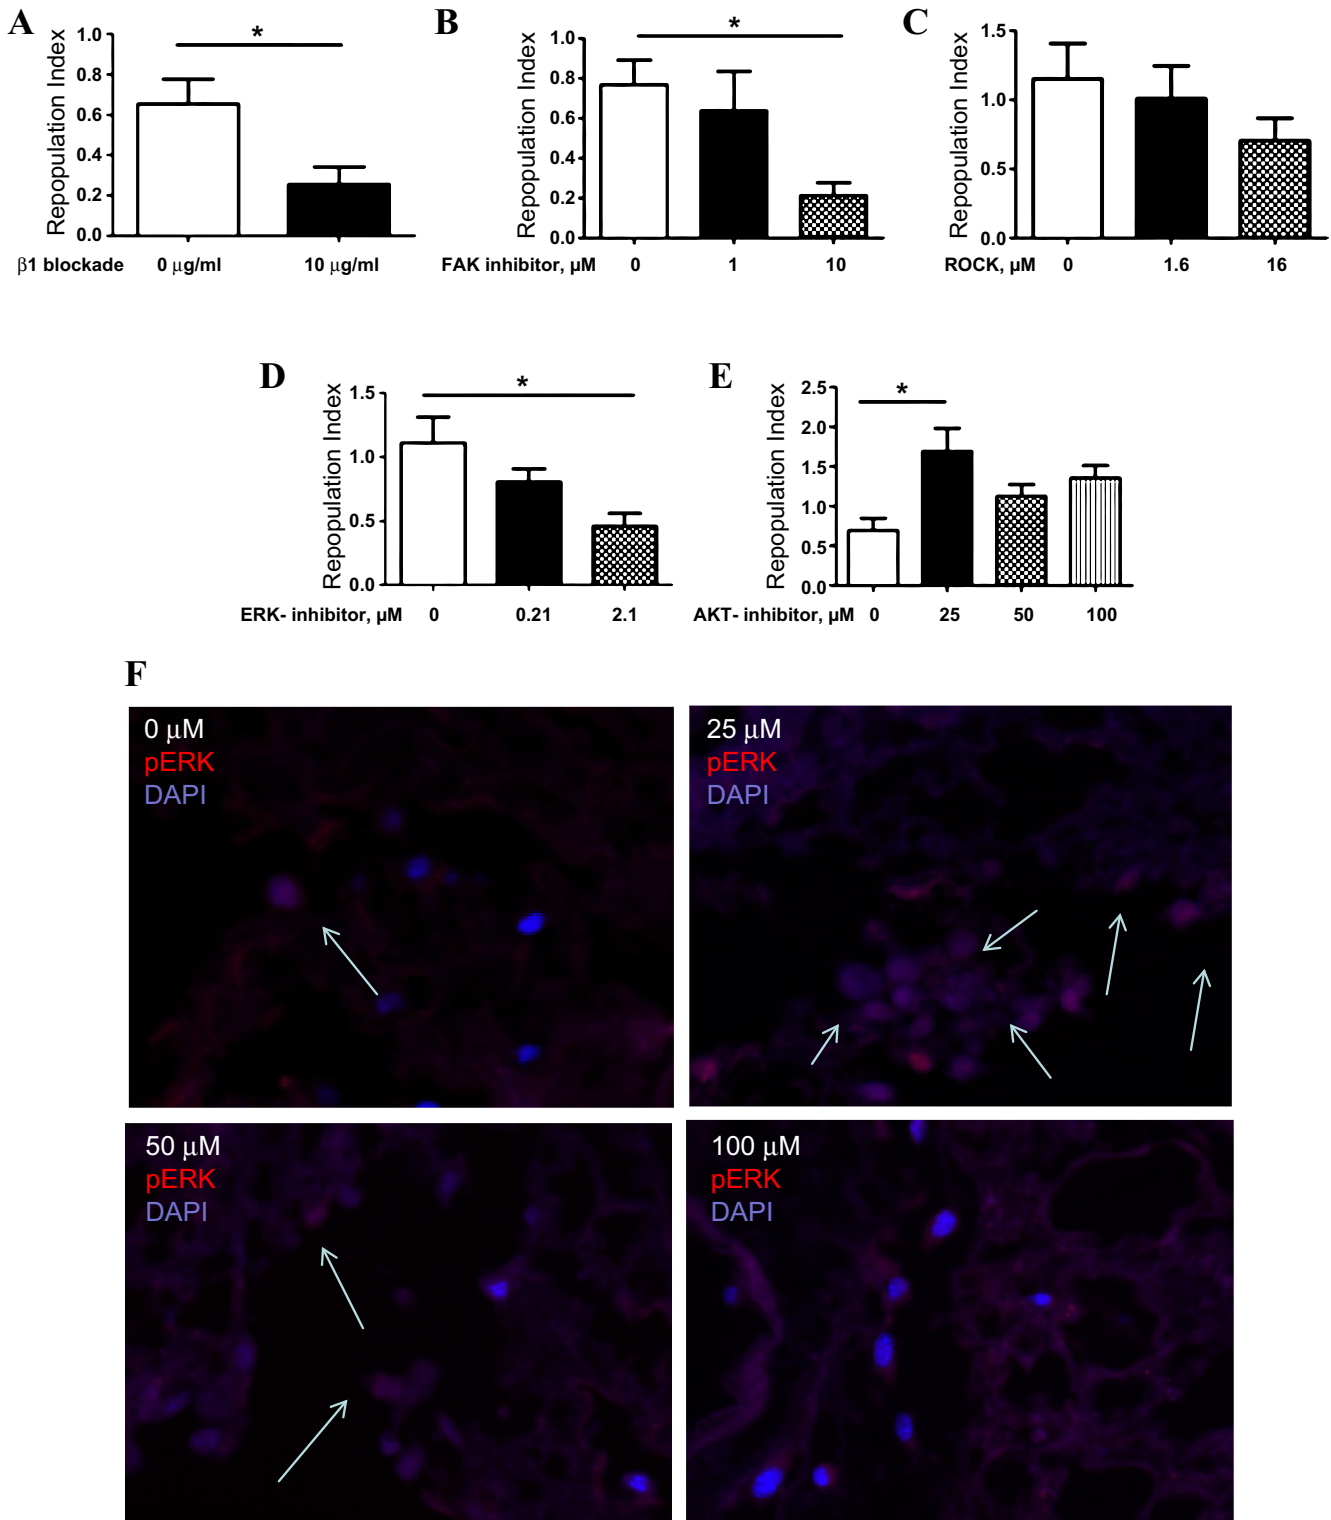 A
Repopulation Index
1.0
0.8
0.6
0.4
0.2
0.0
*
β1 blockade 0 μg/ml 10 μg/ml
B
Repopulation Index
1.0
0.8
0.6
0.4
0.2
0.0
*
FAK inhibitor, μM 0 1 10
C
Repopulation Index
1.5
1.0
0.5
0.0
ROCK, μM 0 1.6 16
D
Repopulation Index
1.5
1.0
0.5
0.0
*
ERK- inhibitor, μM 0 0.21 2.1
E
Repopulation Index
2.5
2.0
1.5
1.0
0.5
0.0
*
AKT- inhibitor, μM 0 25 50 100
F
0 μM
pERK
DAPI
25 μM
pERK
DAPI
50 μM
pERK
DAPI
100 μM
pERK
DAPI